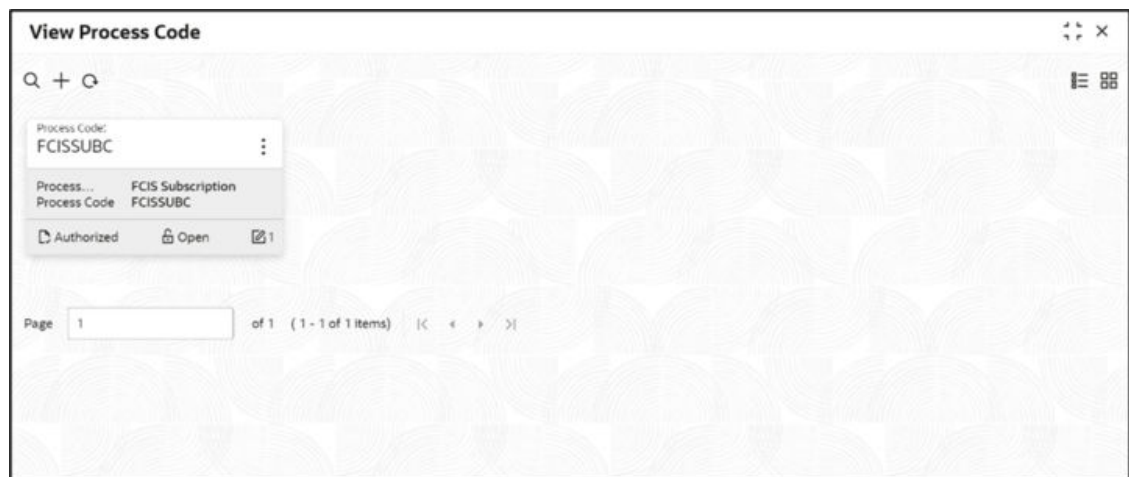 View Process Code
Process Code:
FCISSUBC
Process... FCIS Subscription
Process Code FCISSUBC
Authorized Open 1
Page 1 of 1 (1 - 1 of 1 items)